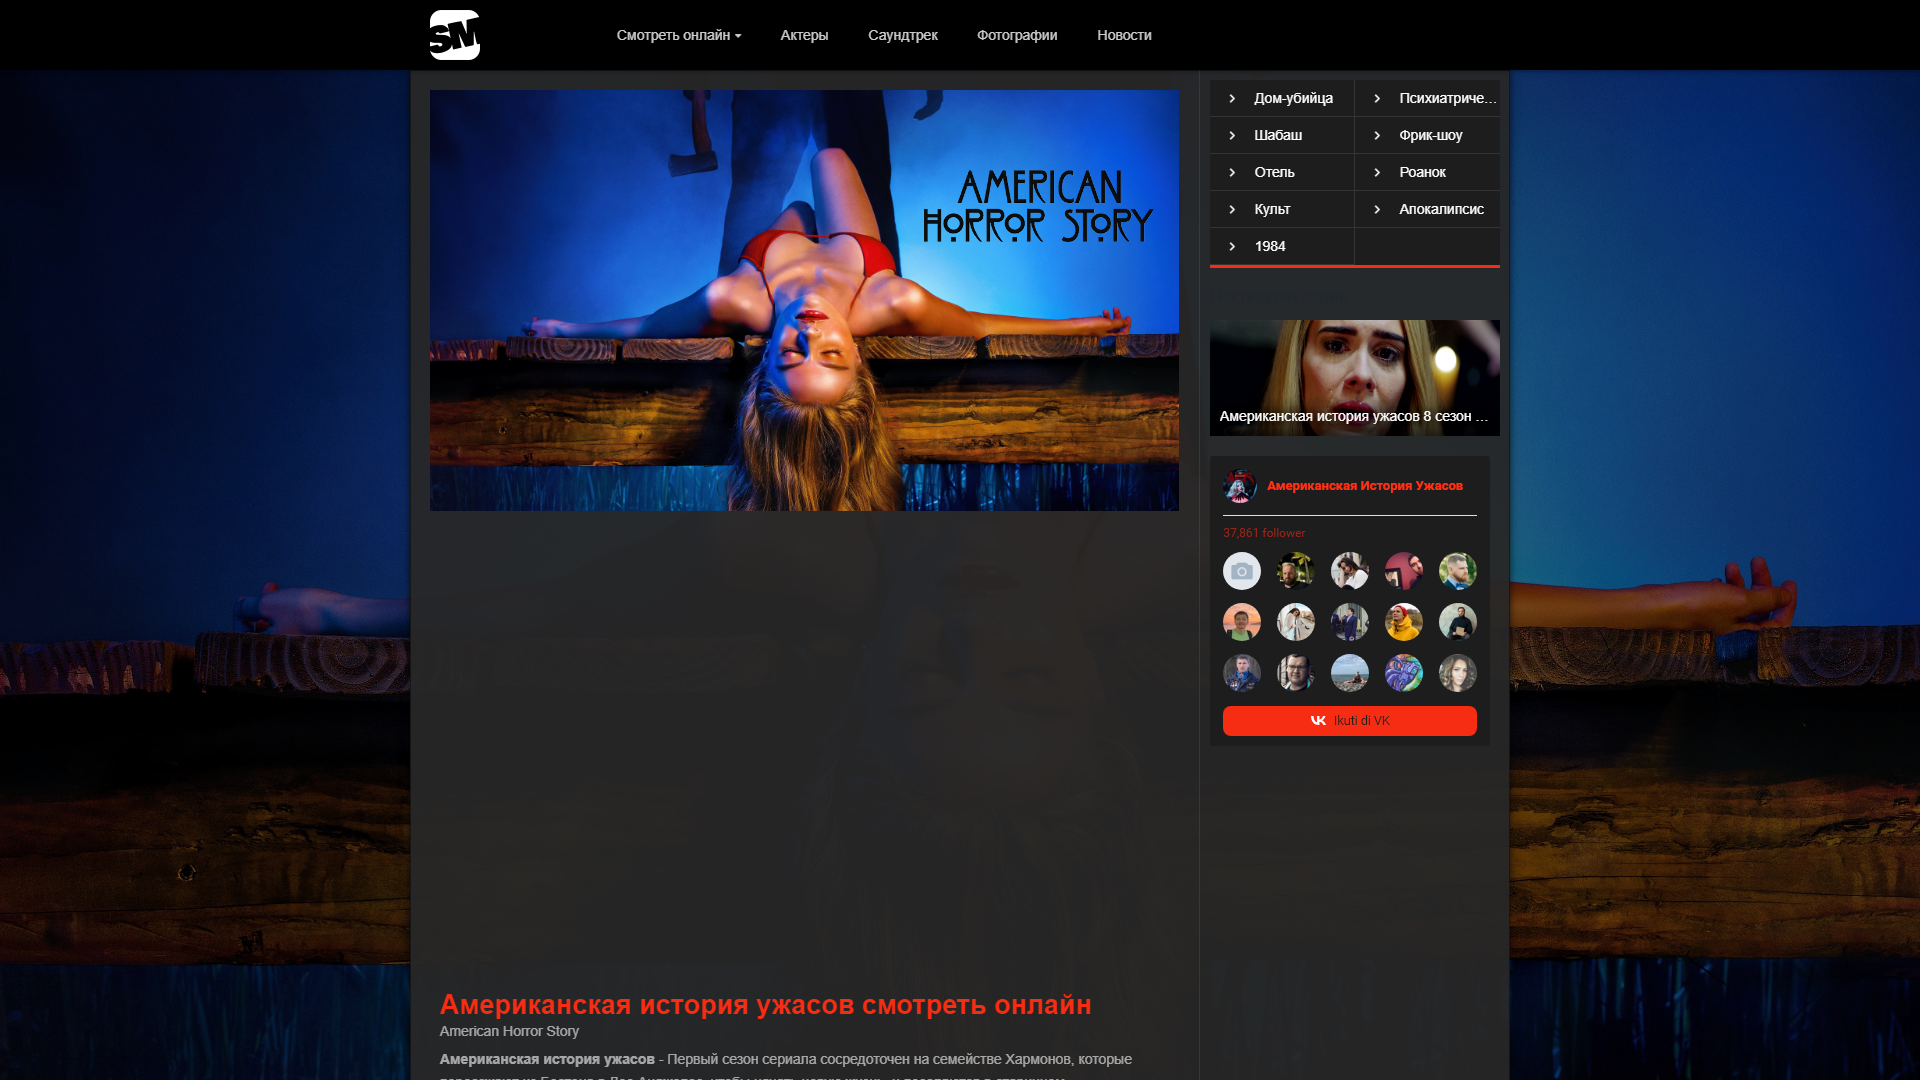 SM
Смотреть онлайн
Актеры
Саундтрек
Фотографии
Новости
AMERICAN
HORROR STORY
Дом-убийца
Психиатриче...
Шабаш
Фрик-шоу
Отель
Роанок
Культ
Апокалипсис
1984
Американская история ужасов 8 сезон ...
Американская История Ужасов
37,861 follower
Ikuti di VK
Американская история ужасов смотреть онлайн
American Horror Story
Американская история ужасов - Первый сезон сериала сосредоточен на семействе Хармонов, которые